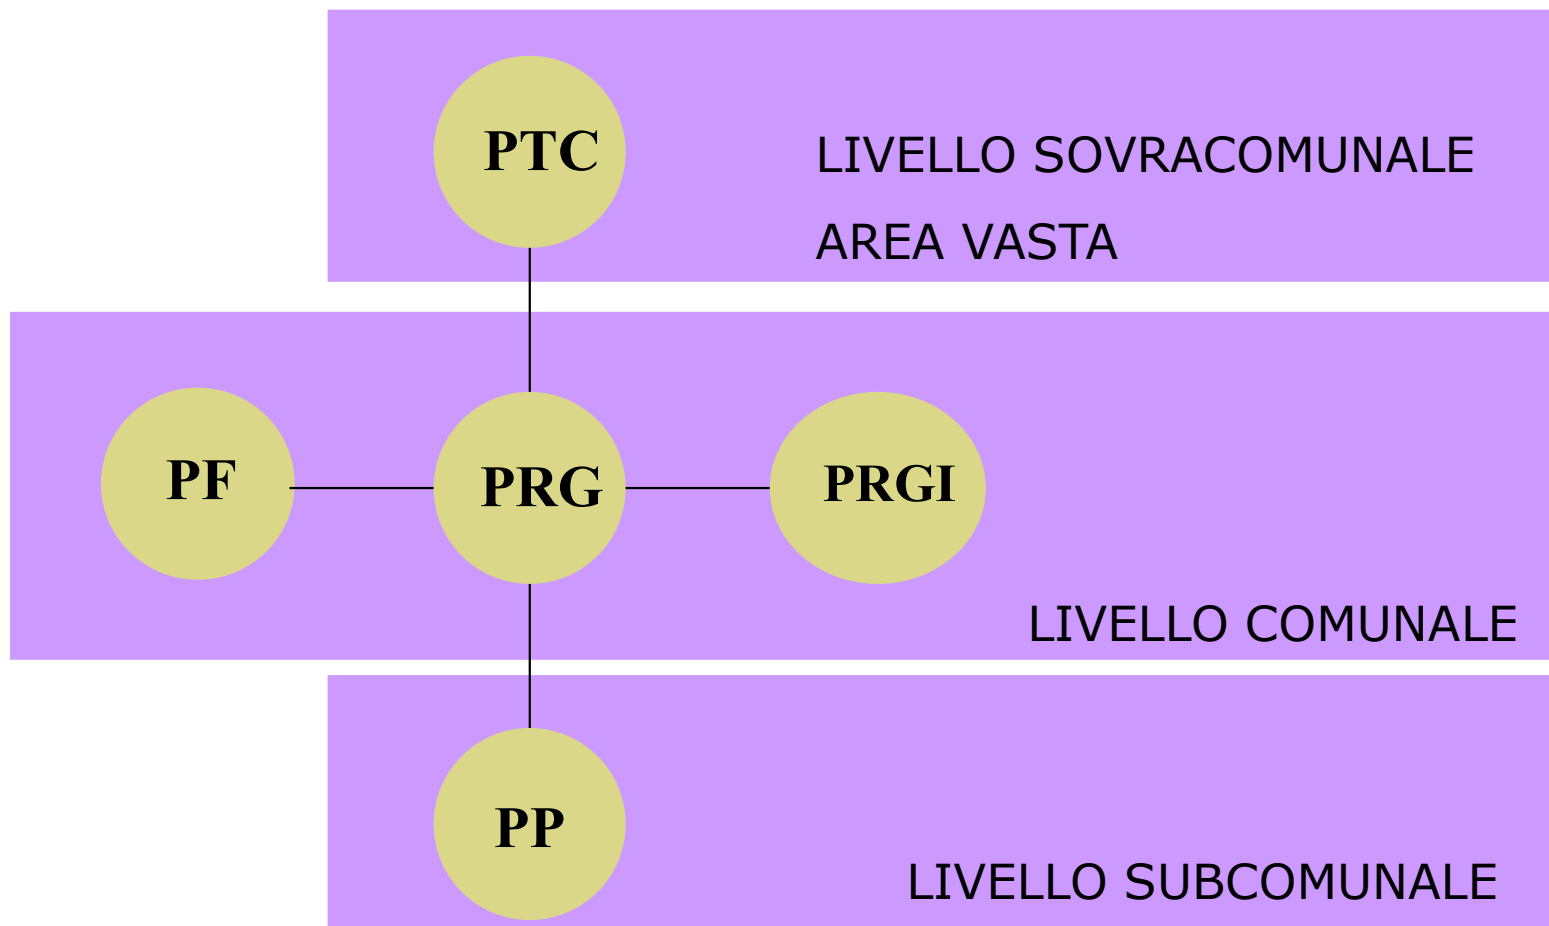 PTC
LIVELLO SOVRACOMUNALE
AREA VASTA
PF
PRG
PRGI
LIVELLO COMUNALE
PP
LIVELLO SUBCOMUNALE